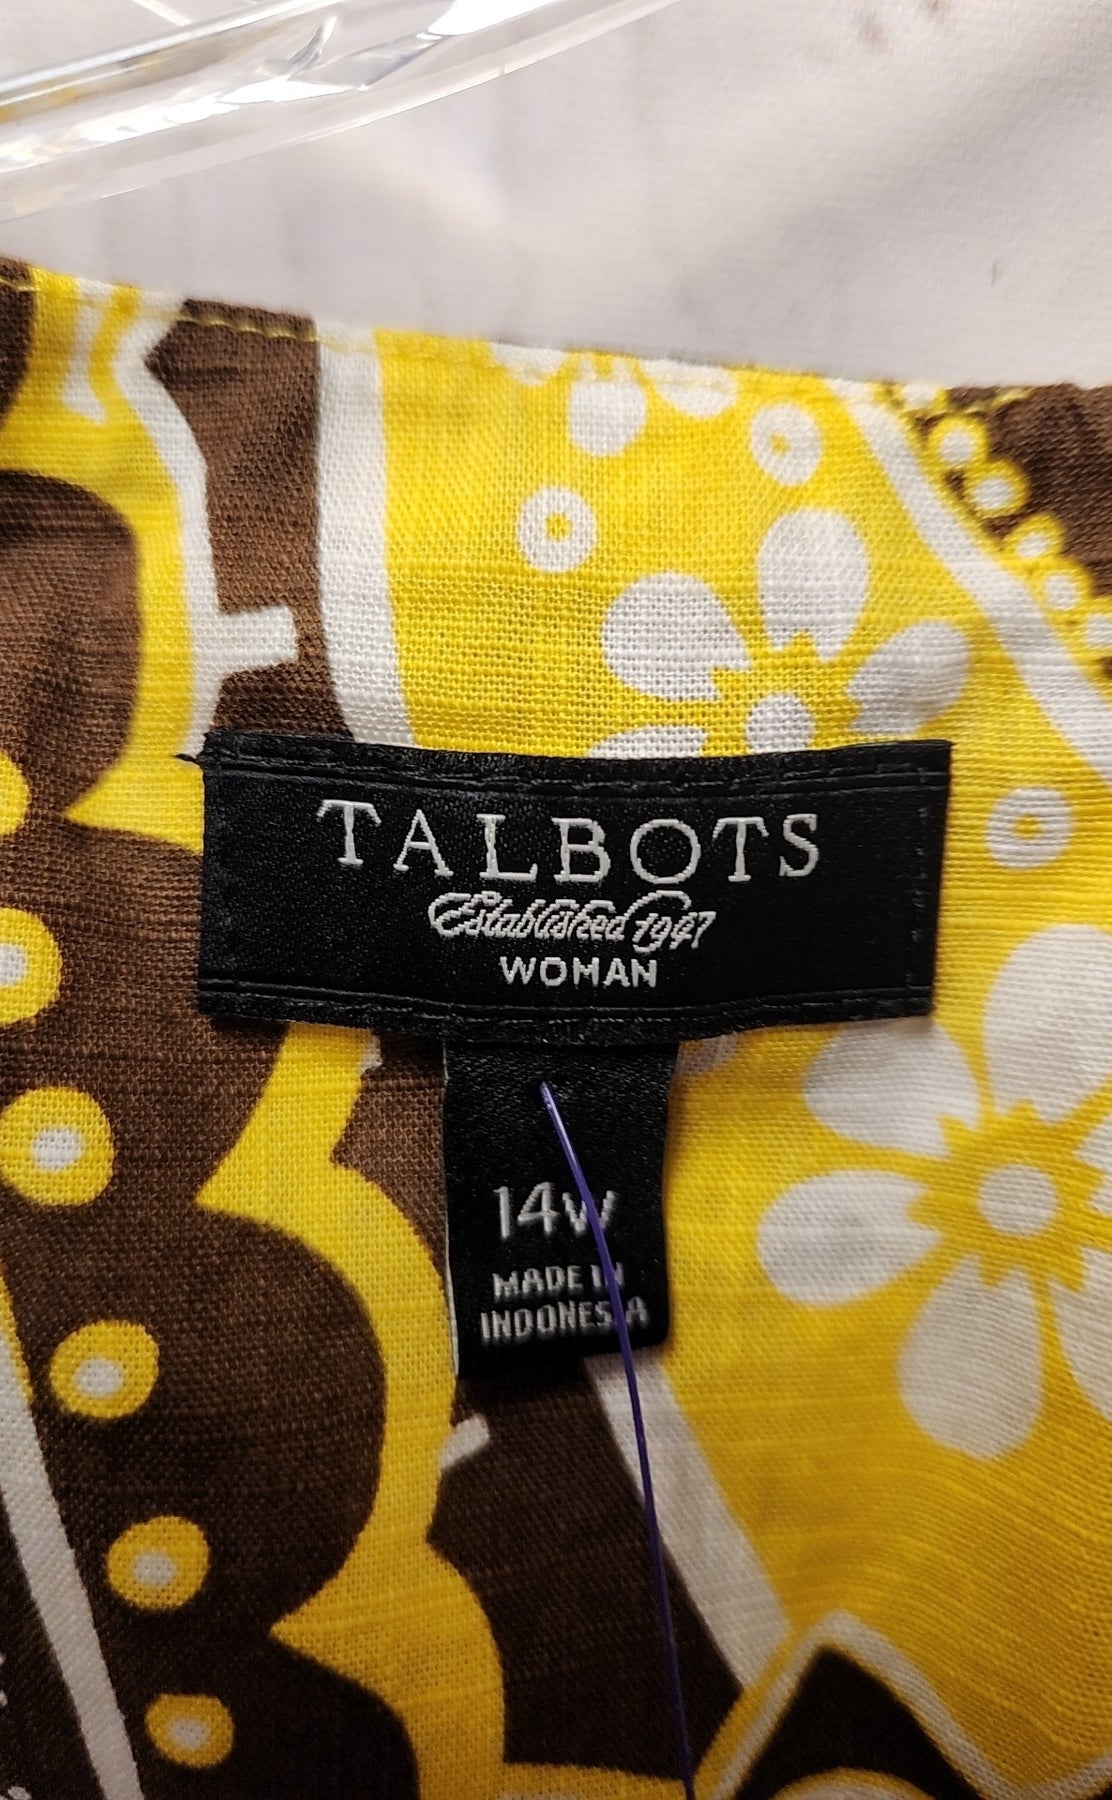 TALBOTS
Established 1947
WOMAN
14W
MADE IN
INDONESIA